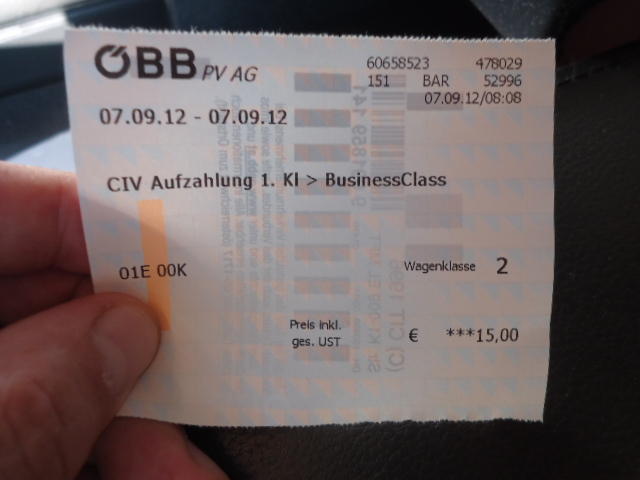 ÖBB PV AG
60658523 478029
151 BAR 52996
07.09.12/08:08
07.09.12 - 07.09.12
CIV Aufzahlung 1. Kl > BusinessClass
01E 00K
Wagenklasse 2
Preis inkl.
ges. UST
€ ***15,00